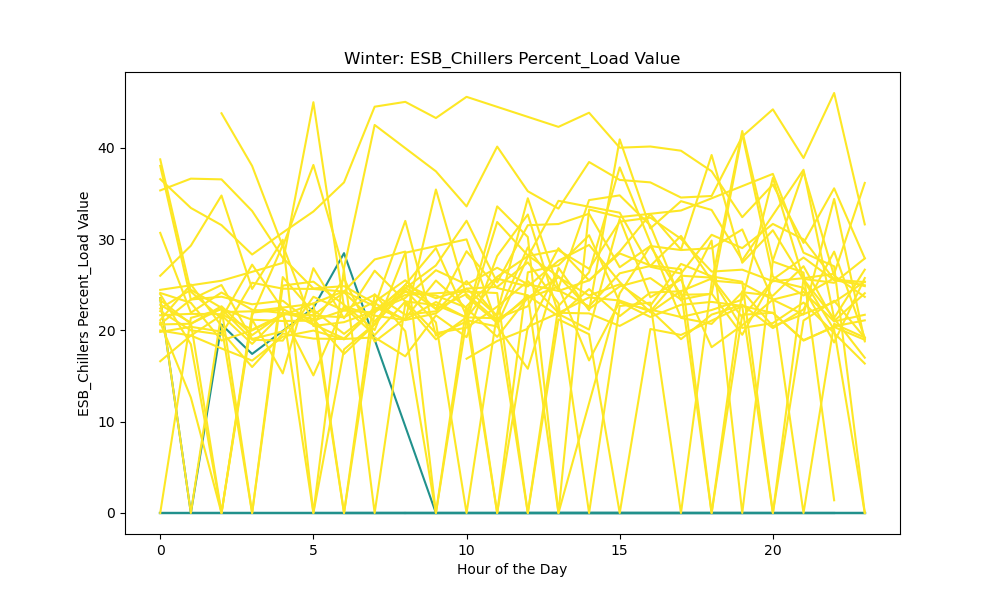 Winter: ESB_Chillers Percent_Load Value
ESB_Chillers Percent_Load Value
40
30
20
10
0
0 5 10 15 20
Hour of the Day